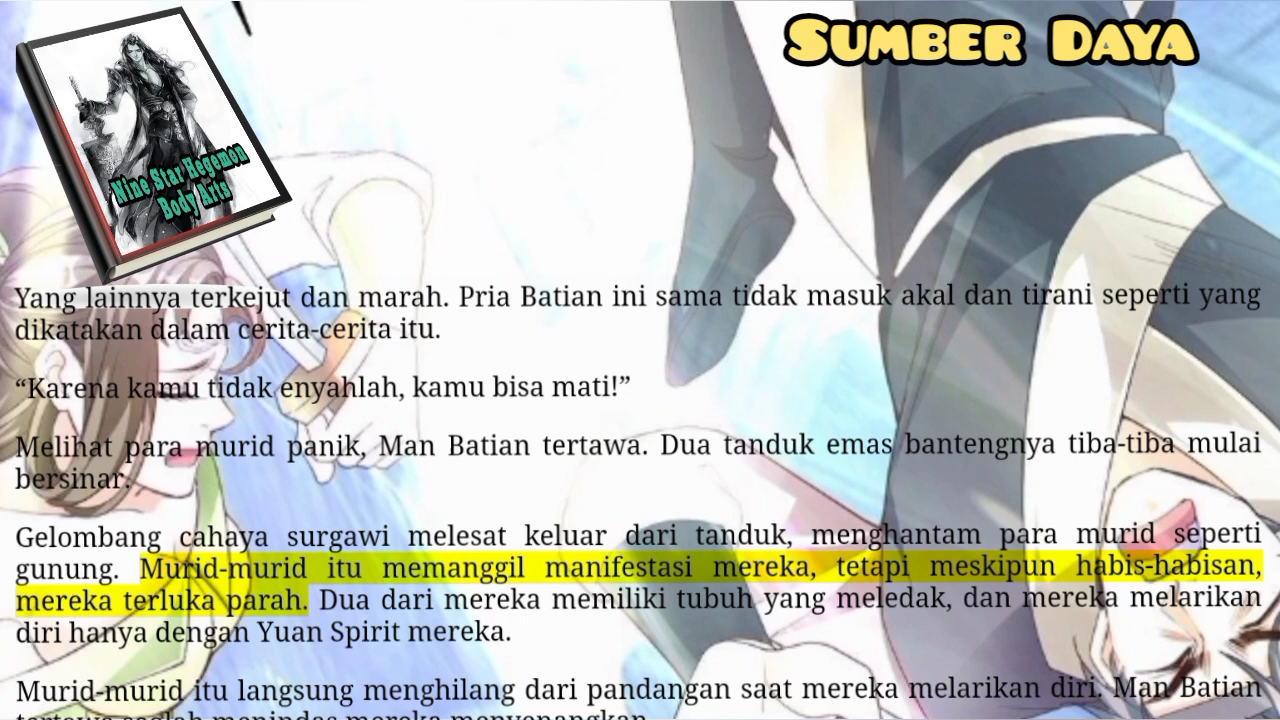 Sumber Daya
Nine Star Hegemon
Body Arts
Yang lainnya terkejut dan marah. Pria Batian ini sama tidak masuk akal dan tirani seperti yang
dikatakan dalam cerita-cerita itu.
“Karena kamu tidak enyahlah, kamu bisa mati!”
Melihat para murid panik, Man Batian tertawa. Dua tanduk emas bantengnya tiba-tiba mulai
bersinar.
Gelombang cahaya surgawi melesat keluar dari tanduk, menghantam para murid seperti
gunung. Murid-murid itu memanggil manifestasi mereka, tetapi meskipun habis-habisan,
mereka terluka parah. Dua dari mereka memiliki tubuh yang meledak, dan mereka melarikan
diri hanya dengan Yuan Spirit mereka.
Murid-murid itu langsung menghilang dari pandangan saat mereka melarikan diri. Man Batian
tertawa seolah menindas mereka menyenangkan.